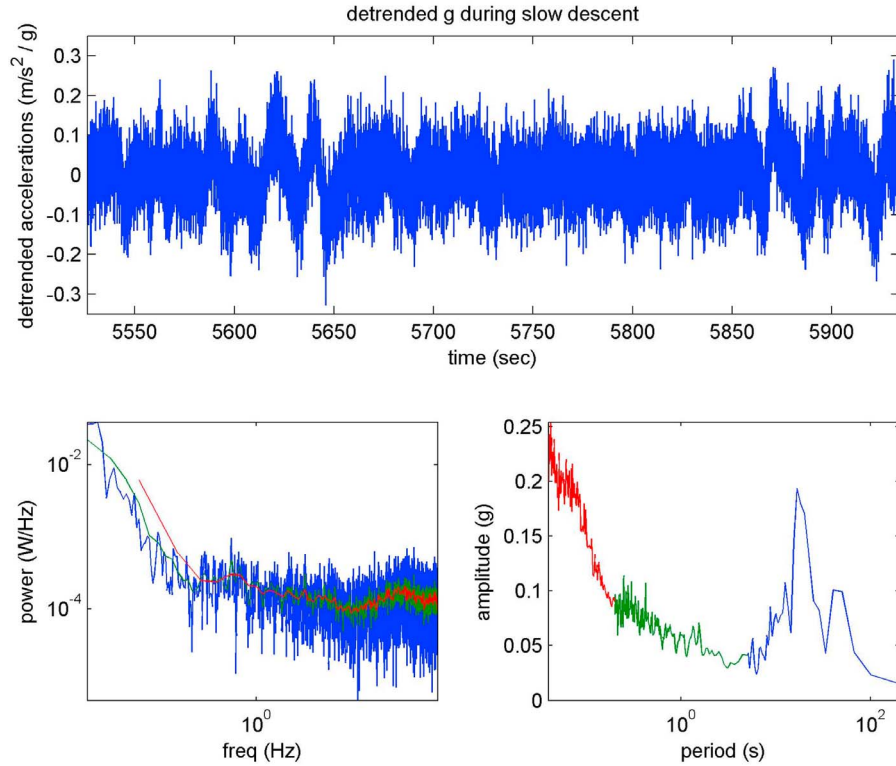 detrended g during slow descent
detrended accelerations (m/s² / g)
0.3
0.2
0.1
0
-0.1
-0.2
-0.3
5550 5600 5650 5700 5750 5800 5850 5900
time (sec)
power (W/Hz)
10⁻²
10⁻⁴
10⁰
freq (Hz)
amplitude (g)
0.25
0.2
0.15
0.1
0.05
0
10⁰ 10²
period (s)